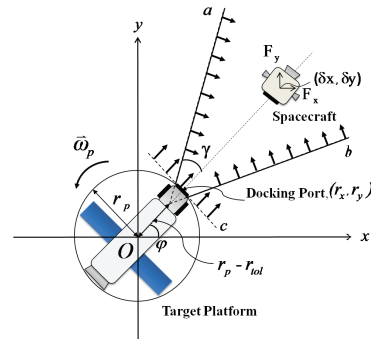 y
a
F_y
(δx, δy)
F_x
Spacecraft
γ
b
ω⃗_p
r_p
Docking Port,(r_x, r_y)
c
φ
x
O
r_p - r_tol
Target Platform